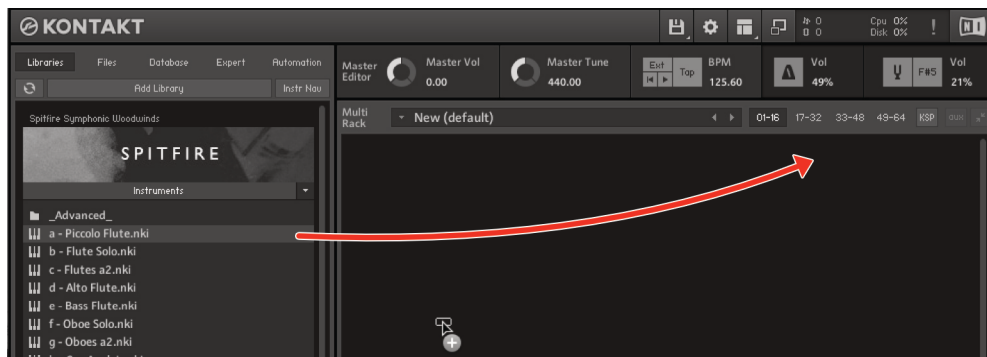 KONTAKT
0
0
Cpu 0%
Disk 0%
!
NI
Libraries Files Database Expert Automation
Add Library Instr Nav
Master Editor
Master Vol
0.00
Master Tune
440.00
Ext
Tap
BPM
125.60
Vol
49%
F#5
Vol
21%
Spitfire Symphonic Woodwinds
SPITFIRE
Instruments
Multi Rack
New (default)
01-16 17-32 33-48 49-64 KSP aux
_Advanced_
a - Piccolo Flute.nki
b - Flute Solo.nki
c - Flutes a2.nki
d - Alto Flute.nki
e - Bass Flute.nki
f - Oboe Solo.nki
g - Oboes a2.nki